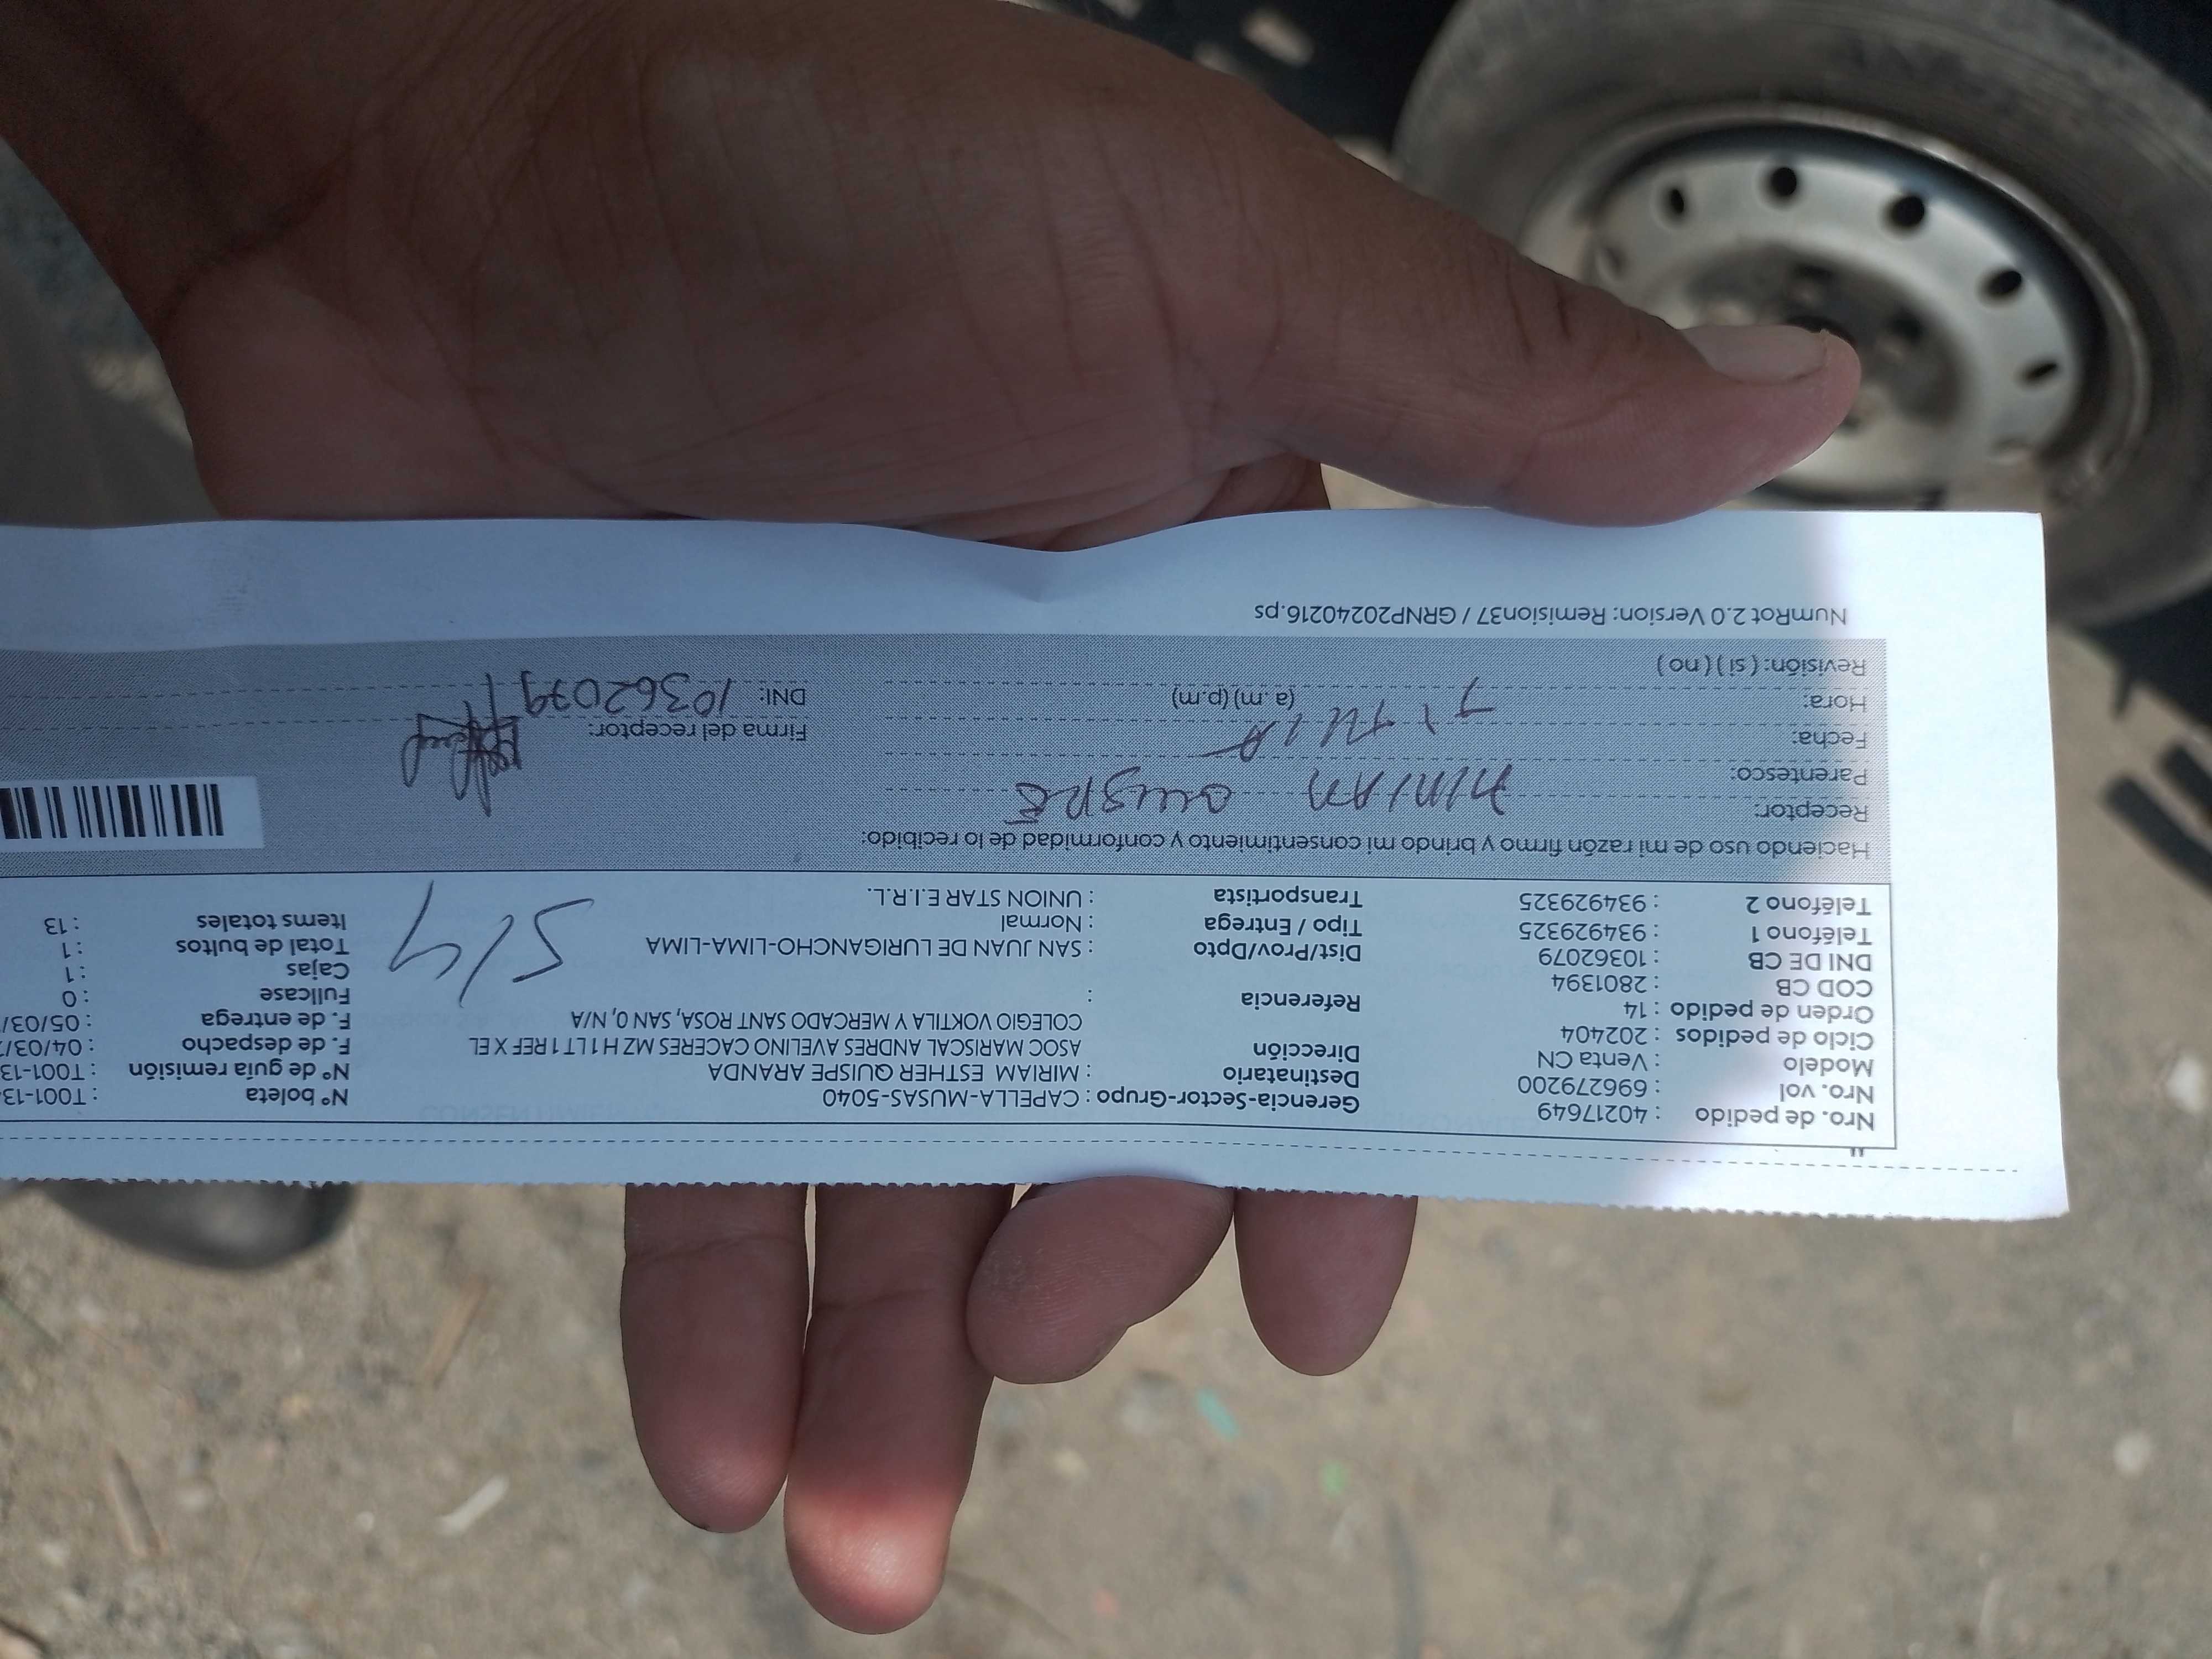 Nro. de pedido : 40217649
Nro. vol : 696279200
Modelo : Venta CN
Ciclo de pedidos : 202404
Orden de pedido : 14
COD CB : 2801394
DNI DE CB : 10362079
Teléfono 1 : 934929325
Teléfono 2 : 934929325
Gerencia-Sector-Grupo : CAPELLA-MUSAS-5040
Destinatario : MIRIAM ESTHER QUISPE ARANDA
Dirección : ASOC MARISCAL ANDRES AVELINO CACERES MZ H1 LT 1 REF X EL
COLEGIO VOKTILA Y MERCADO SANT ROSA, SAN 0, N/A
Referencia :
Dist/Prov/Dpto : SAN JUAN DE LURIGANCHO-LIMA-LIMA
Tipo / Entrega : Normal
Transportista : UNION STAR E.I.R.L.
N° boleta : T001-13
N° de guía remisión : T001-13
F. de despacho : 04/03/
F. de entrega : 05/03/
Fullcase : 0
Cajas : 1
Total de bultos : 1
Items totales : 13
Haciendo uso de mi razón firmo y brindo mi consentimiento y conformidad de lo recibido:
Receptor:
Parentesco:
Fecha:
Hora: (a. m) (p.m)
Revisión: ( si ) ( no )
Firma del receptor:
DNI: 10362079
NumRot 2.0 Version: Remision37 / GRNP20240216.ps